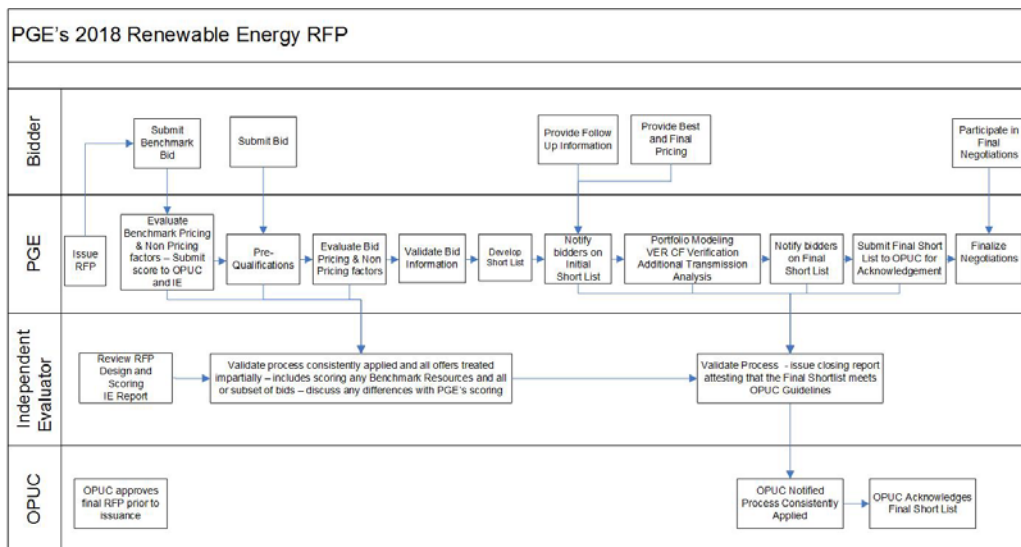 PGE's 2018 Renewable Energy RFP
Bidder
Submit
Benchmark
Bid
Submit Bid
Provide Follow
Up Information
Provide Best
and Final
Pricing
Participate in
Final
Negotiations
PGE
Issue
RFP
Evaluate
Benchmark Pricing
& Non Pricing
factors – Submit
score to OPUC
and IE
Pre-
Qualifications
Evaluate Bid
Pricing & Non
Pricing factors
Validate Bid
Information
Develop
Short List
Notify
bidders on
Initial
Short List
Portfolio Modeling
VER CF Verification
Additional Transmission
Analysis
Notify bidders
on Final
Short List
Submit Final Short
List to OPUC for
Acknowledgement
Finalize
Negotiations
Independent
Evaluator
Review RFP
Design and
Scoring
IE Report
Validate process consistently applied and all offers treated
impartially – includes scoring any Benchmark Resources and all
or subset of bids – discuss any differences with PGE's scoring
Validate Process - issue closing report
attesting that the Final Shortlist meets
OPUC Guidelines
OPUC
OPUC approves
final RFP prior to
issuance
OPUC Notified
Process Consistently
Applied
OPUC Acknowledges
Final Short List